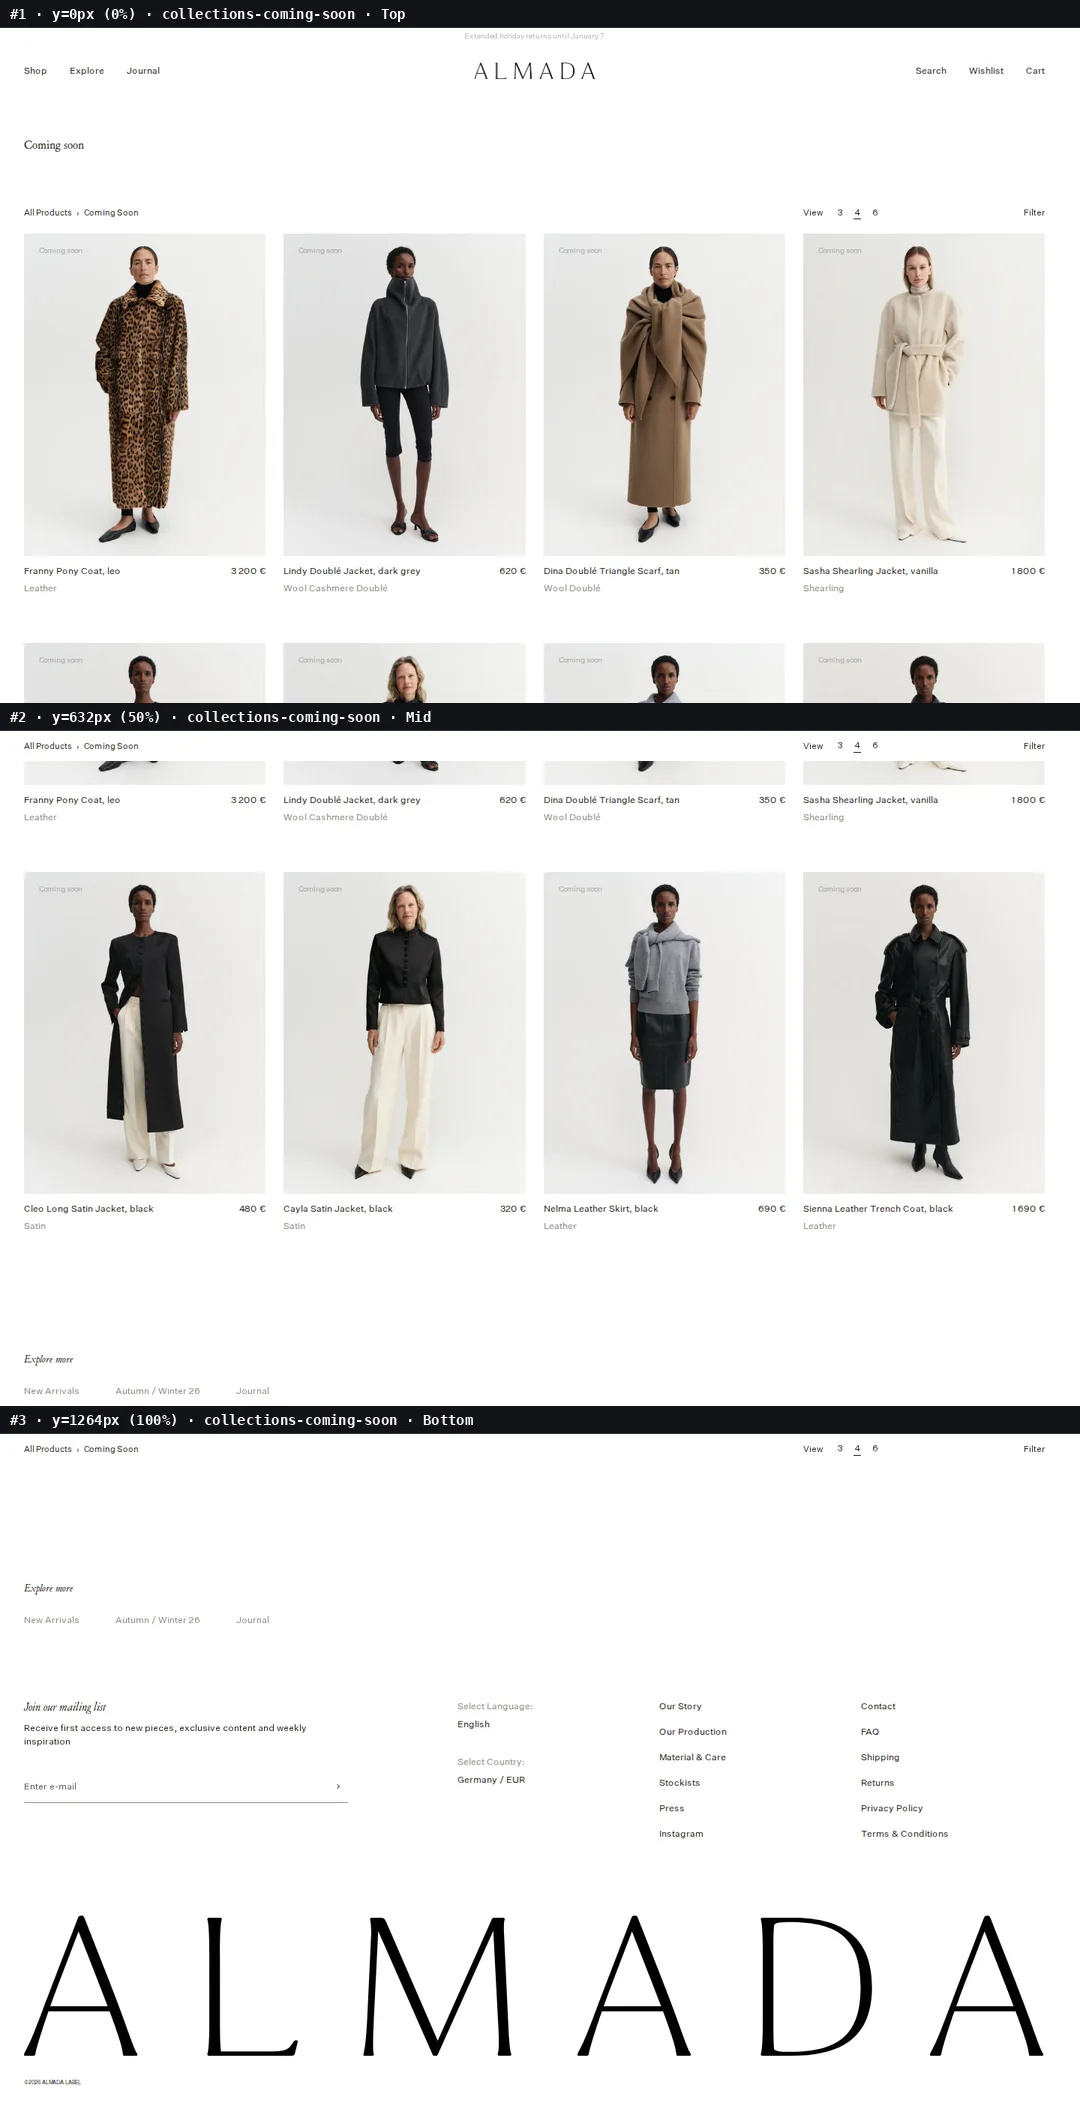 #1 · y=0px (0%) · collections-coming-soon · Top
Extended holiday returns until January 7
Shop Explore Journal ALMADA Search Wishlist Cart
Coming soon
All Products › Coming Soon View 3 4 6 Filter
Coming soon Coming soon Coming soon Coming soon
Franny Pony Coat, leo 3 200 € Lindy Doublé Jacket, dark grey 620 € Dina Doublé Triangle Scarf, tan 350 € Sasha Shearling Jacket, vanilla 1 800 €
Leather Wool Cashmere Doublé Wool Doublé Shearling
Coming soon Coming soon Coming soon Coming soon
#2 · y=632px (50%) · collections-coming-soon · Mid
All Products › Coming Soon View 3 4 6 Filter
Franny Pony Coat, leo 3 200 € Lindy Doublé Jacket, dark grey 620 € Dina Doublé Triangle Scarf, tan 350 € Sasha Shearling Jacket, vanilla 1 800 €
Leather Wool Cashmere Doublé Wool Doublé Shearling
Coming soon Coming soon Coming soon Coming soon
Cleo Long Satin Jacket, black 480 € Cayla Satin Jacket, black 320 € Nelma Leather Skirt, black 690 € Sienna Leather Trench Coat, black 1 690 €
Satin Satin Leather Leather
Explore more
New Arrivals Autumn / Winter 26 Journal
#3 · y=1264px (100%) · collections-coming-soon · Bottom
All Products › Coming Soon View 3 4 6 Filter
Explore more
New Arrivals Autumn / Winter 26 Journal
Join our mailing list
Receive first access to new pieces, exclusive content and weekly
inspiration
Enter e-mail ›
Select Language:
English
Select Country:
Germany / EUR
Our Story
Our Production
Material & Care
Stockists
Press
Instagram
Contact
FAQ
Shipping
Returns
Privacy Policy
Terms & Conditions
ALMADA
©2026 ALMADA LABEL